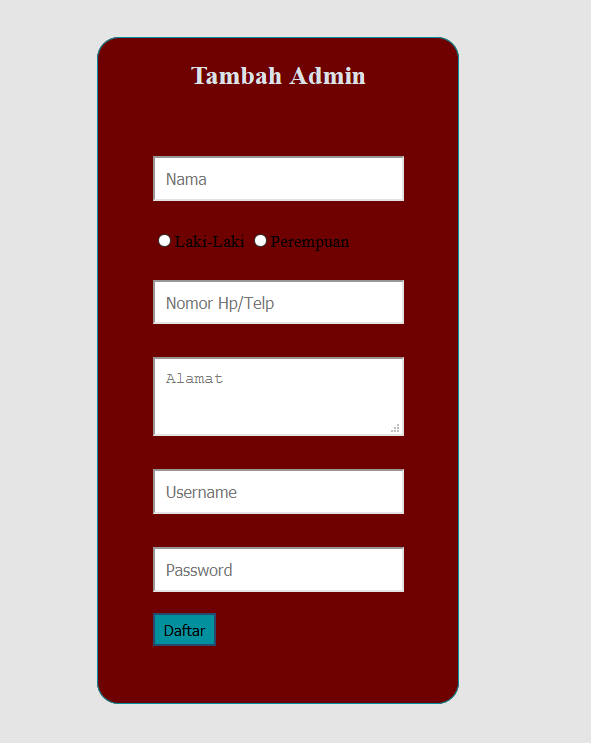 Tambah Admin
Nama
Laki-Laki Perempuan
Nomor Hp/Telp
Alamat
Username
Password
Daftar